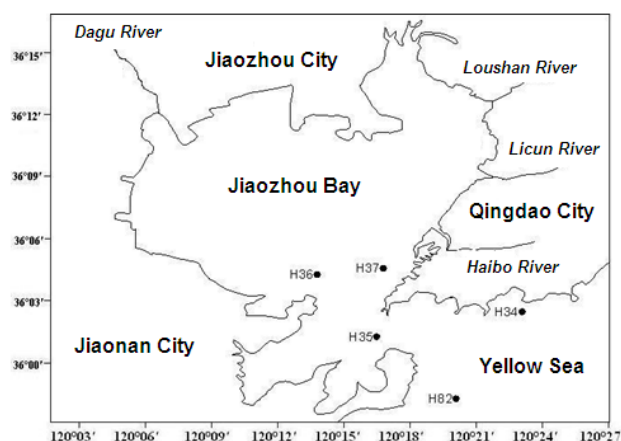 Dagu River
36°15′
Jiaozhou City
Loushan River
36°12′
Licun River
36°09′
Jiaozhou Bay
Qingdao City
36°06′
H36
H37
Haibo River
36°03′
H34
H35
Jiaonan City
36°00′
Yellow Sea
H82
120°03′ 120°06′ 120°09′ 120°12′ 120°15′ 120°18′ 120°21′ 120°24′ 120°27′